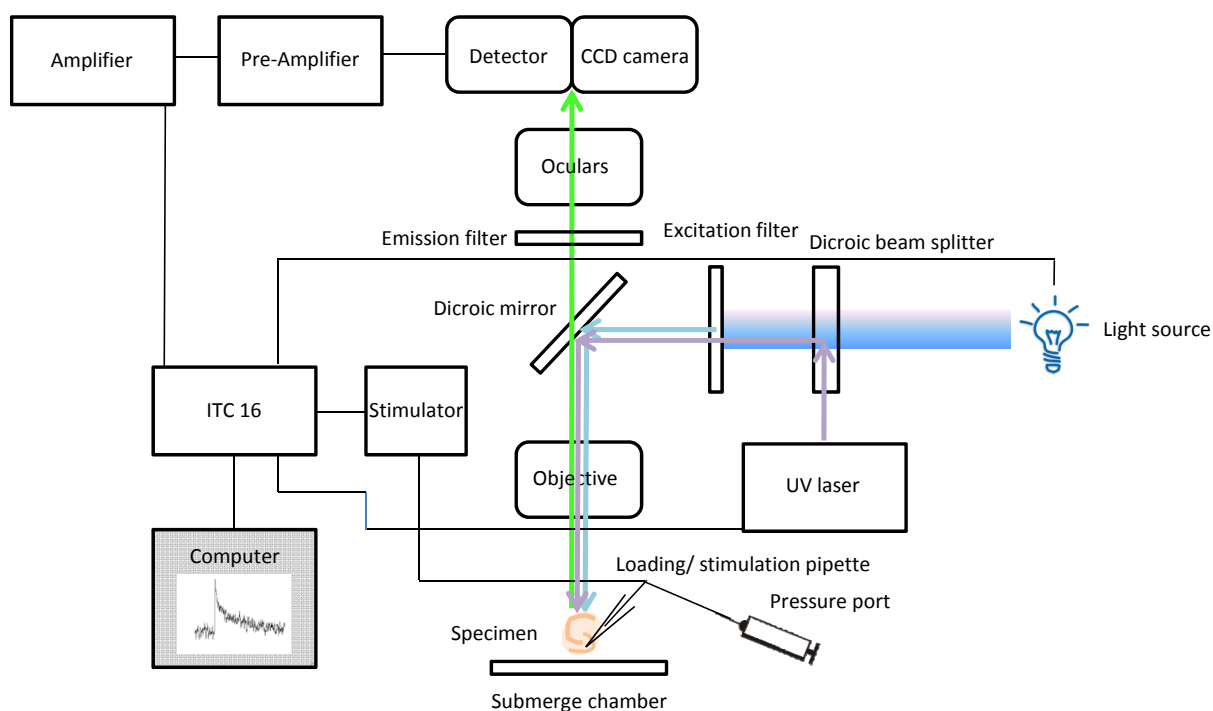 Amplifier
Pre-Amplifier
Detector
CCD camera
Oculars
Emission filter
Excitation filter
Dicroic beam splitter
Dicroic mirror
Light source
ITC 16
Stimulator
Objective
UV laser
Computer
Loading/ stimulation pipette
Pressure port
Specimen
Submerge chamber